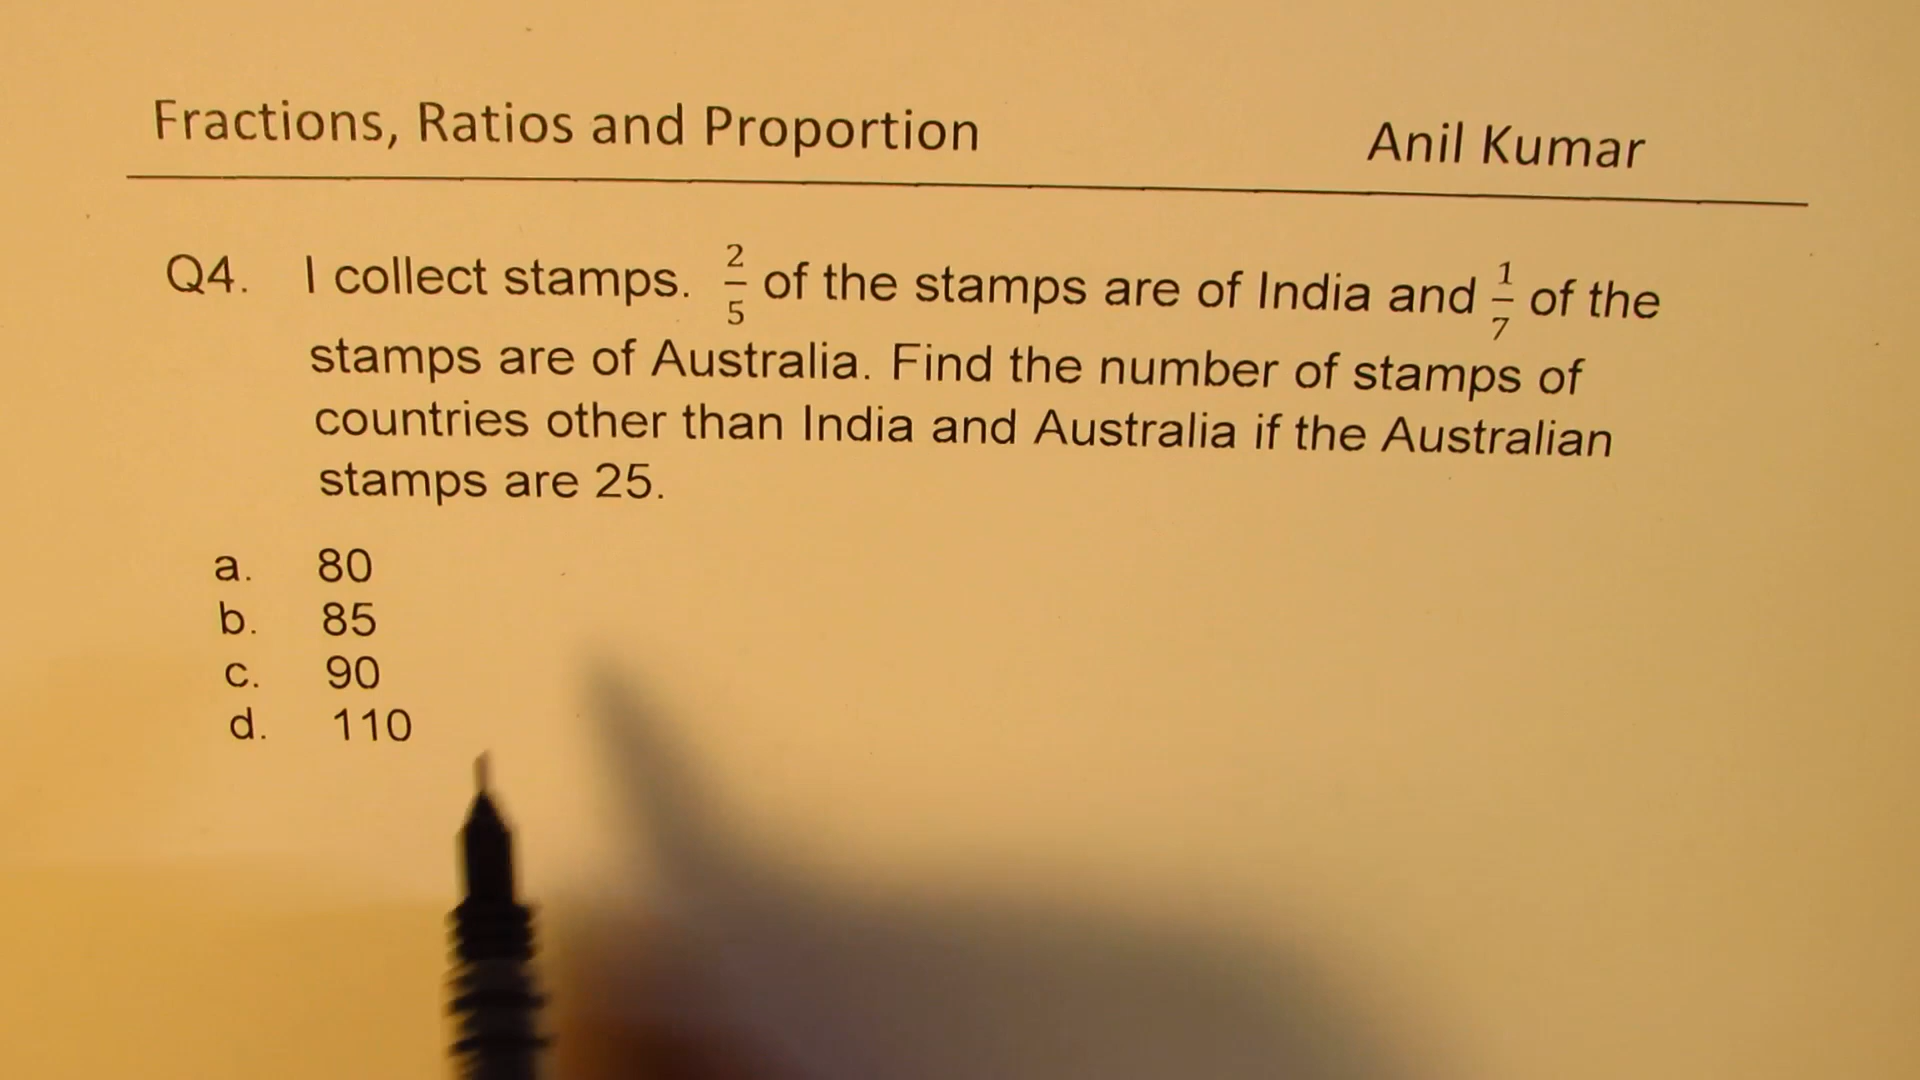 Fractions, Ratios and Proportion Anil Kumar
Q4. I collect stamps. 2/5 of the stamps are of India and 1/7 of the
stamps are of Australia. Find the number of stamps of
countries other than India and Australia if the Australian
stamps are 25.
a. 80
b. 85
c. 90
d. 110